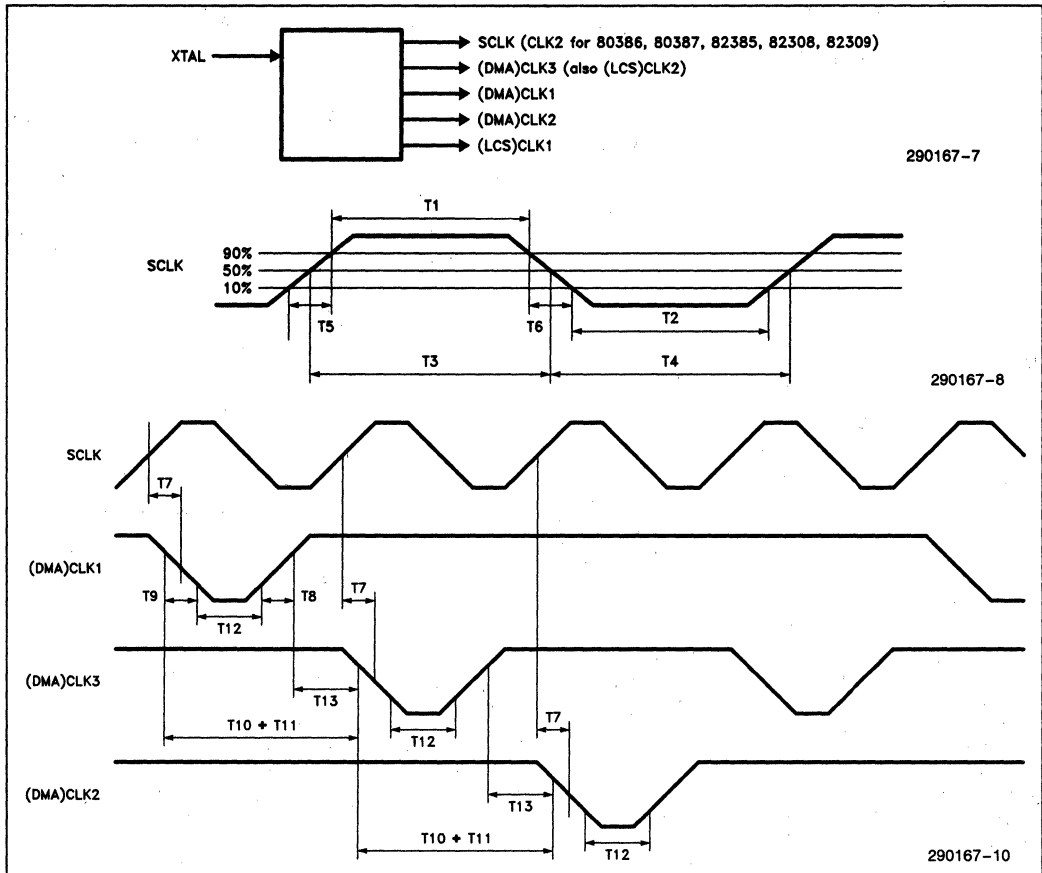 XTAL
SCLK (CLK2 for 80386, 80387, 82385, 82308, 82309)
(DMA)CLK3 (also (LCS)CLK2)
(DMA)CLK1
(DMA)CLK2
(LCS)CLK1
290167-7
T1
SCLK
90%
50%
10%
T5
T6
T2
T3
T4
290167-8
SCLK
T7
(DMA)CLK1
T9
T8
T12
T7
(DMA)CLK3
T13
T12
T10 + T11
T7
(DMA)CLK2
T13
T10 + T11
T12
290167-10